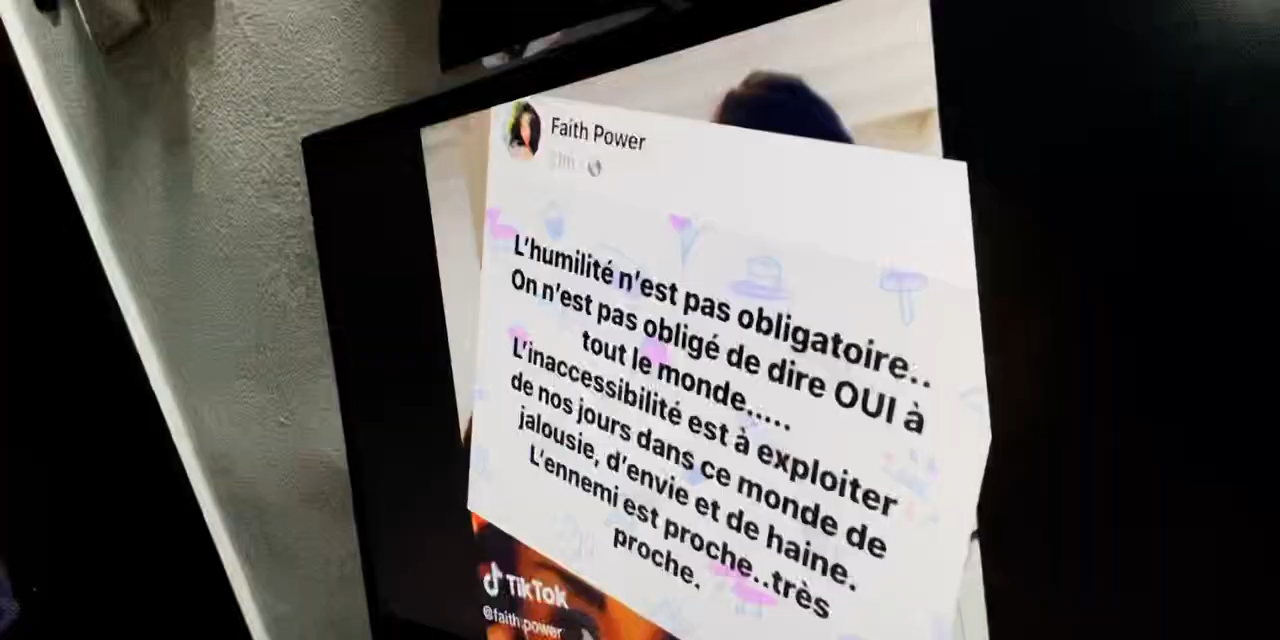 Faith Power
L'humilité n'est pas obligatoire..
On n'est pas obligé de dire OUI à
tout le monde.....
L'inaccessibilité est à exploiter
de nos jours dans ce monde de
jalousie, d'envie et de haine.
L'ennemi est proche..très
proche.
TikTok
@faith.power